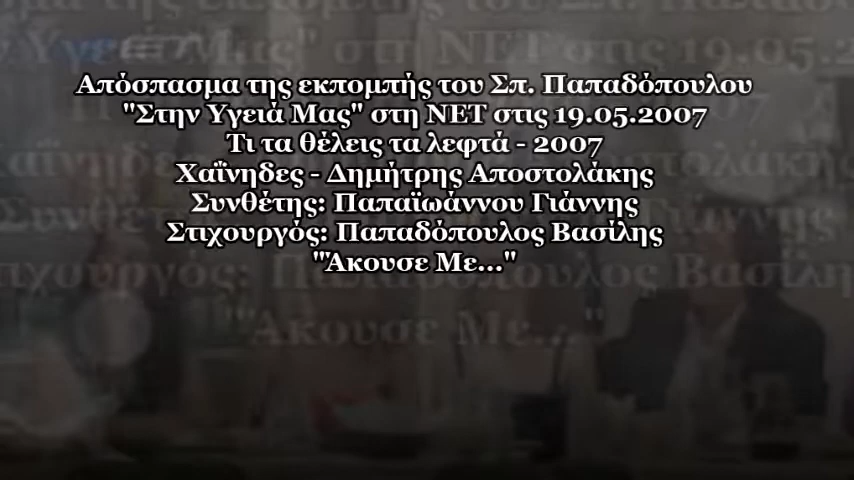 Απόσπασμα της εκπομπής του Σπ. Παπαδόπουλου
"Στην Υγειά Μας" στη ΝΕΤ στις 19.05.2007
Τι τα θέλεις τα λεφτά - 2007
Χαΐνηδες - Δημήτρης Αποστολάκης
Συνθέτης: Παπαϊωάννου Γιάννης
Στιχουργός: Παπαδόπουλος Βασίλης
"Άκουσε Με..."